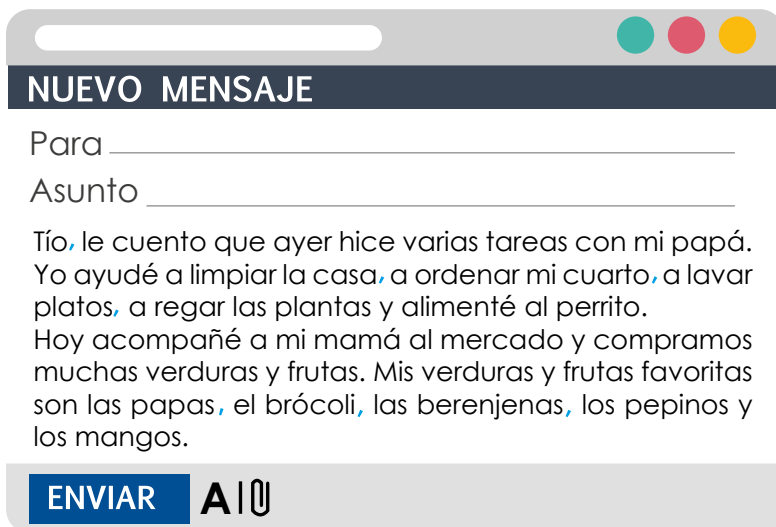 NUEVO MENSAJE
Para
Asunto
Tío, le cuento que ayer hice varias tareas con mi papá.
Yo ayudé a limpiar la casa, a ordenar mi cuarto, a lavar
platos, a regar las plantas y alimenté al perrito.
Hoy acompañé a mi mamá al mercado y compramos
muchas verduras y frutas. Mis verduras y frutas favoritas
son las papas, el brócoli, las berenjenas, los pepinos y
los mangos.
ENVIAR A